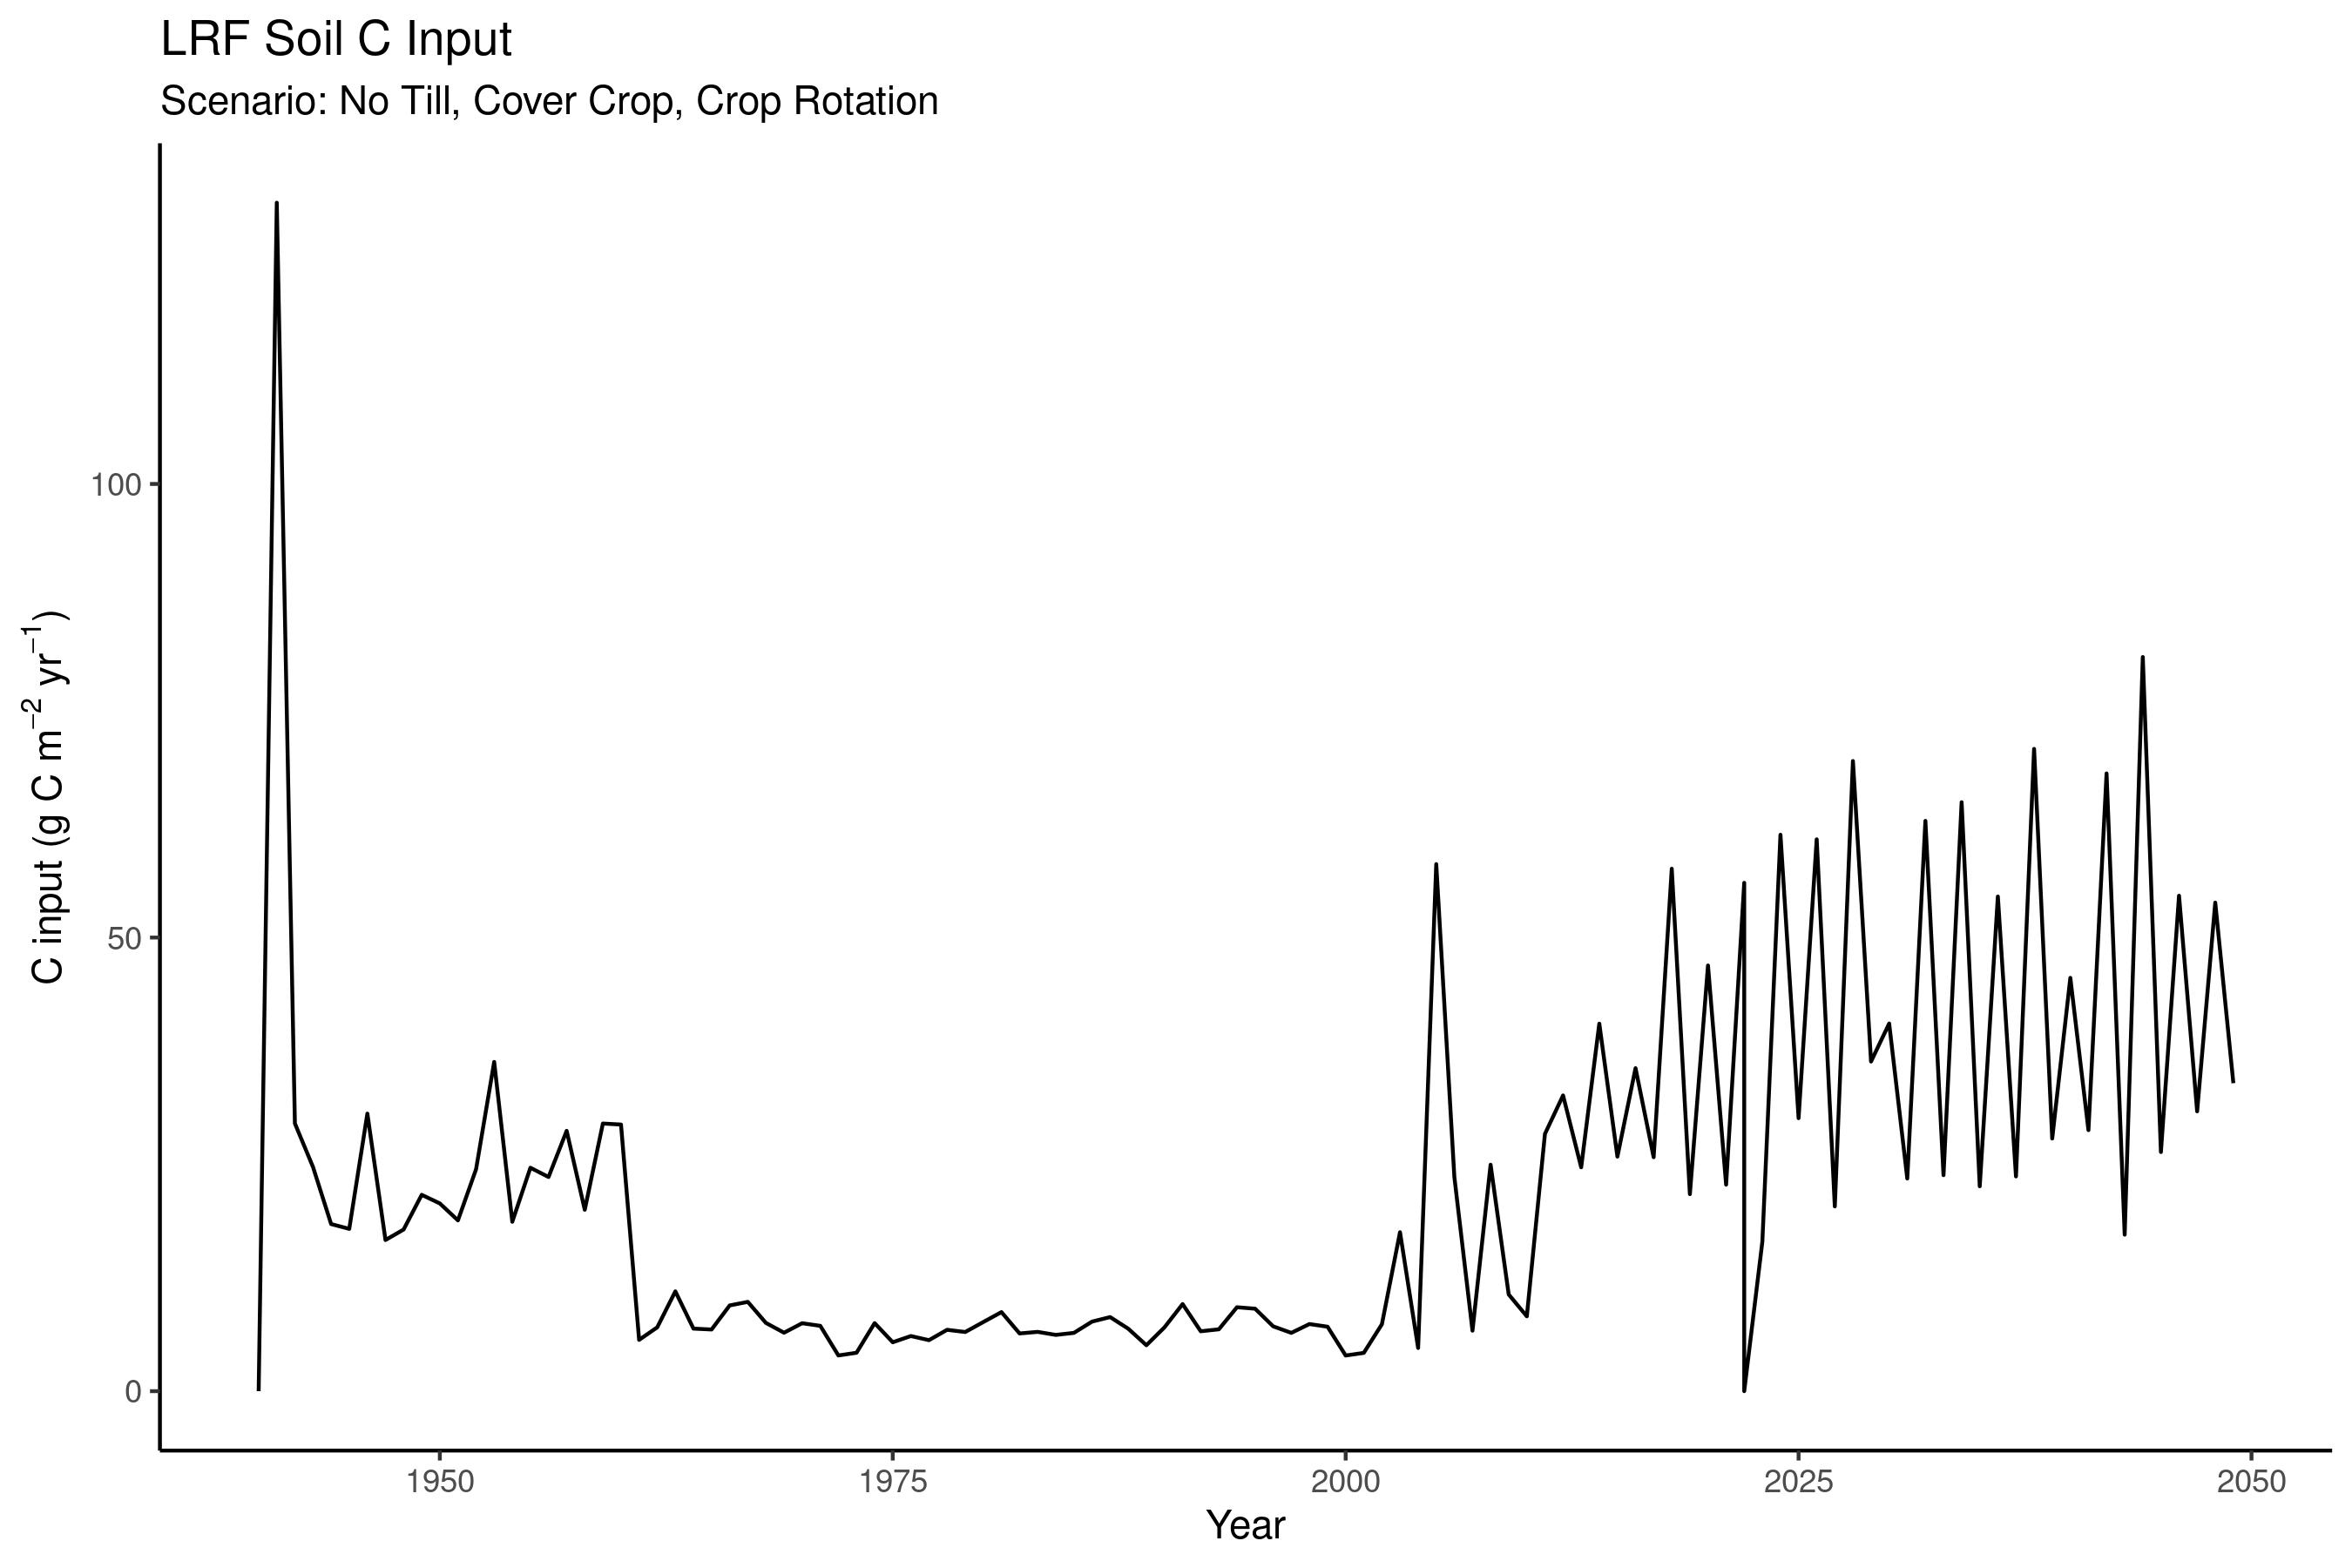 LRF Soil C Input
Scenario: No Till, Cover Crop, Crop Rotation
C input (g C m⁻² yr⁻¹)
100
50
0
1950 1975 2000 2025 2050
Year